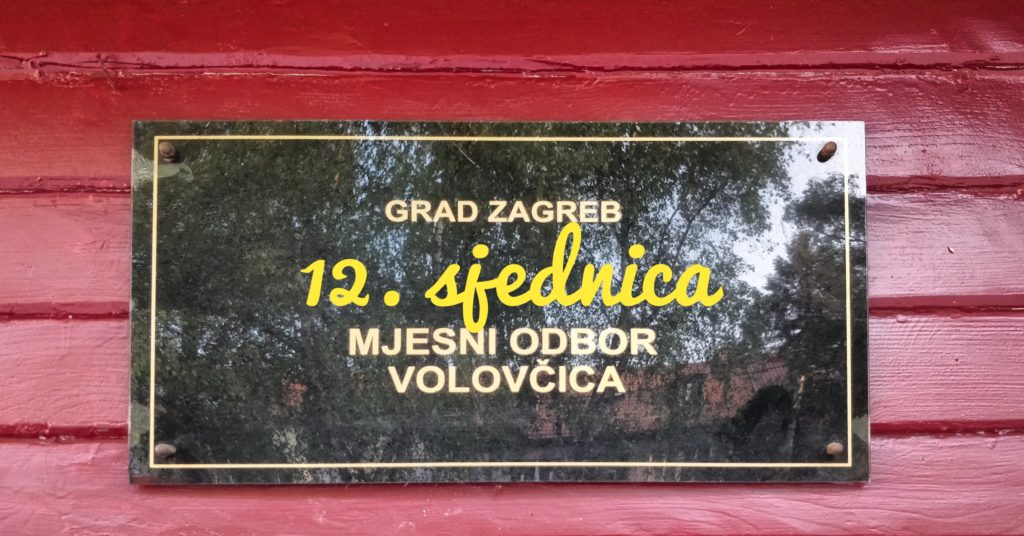 GRAD ZAGREB
12. sjednica
MJESNI ODBOR
VOLOVČICA